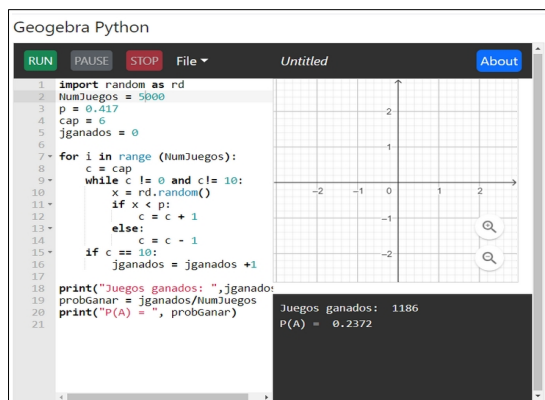 Geogebra Python
RUN PAUSE STOP File Untitled About
1 import random as rd
2 NumJuegos = 5000
3 p = 0.417
4 cap = 6
5 jganados = 0
6
7 for i in range (NumJuegos):
8 c = cap
9 while c != 0 and c!= 10:
10 x = rd.random()
11 if x < p:
12 c = c + 1
13 else:
14 c = c - 1
15 if c == 10:
16 jganados = jganados +1
17
18 print("Juegos ganados: ",jganados
19 probGanar = jganados/NumJuegos
20 print("P(A) = ", probGanar)
21
2
1
−2 −1 0 1 2
−1
−2
Juegos ganados: 1186
P(A) = 0.2372